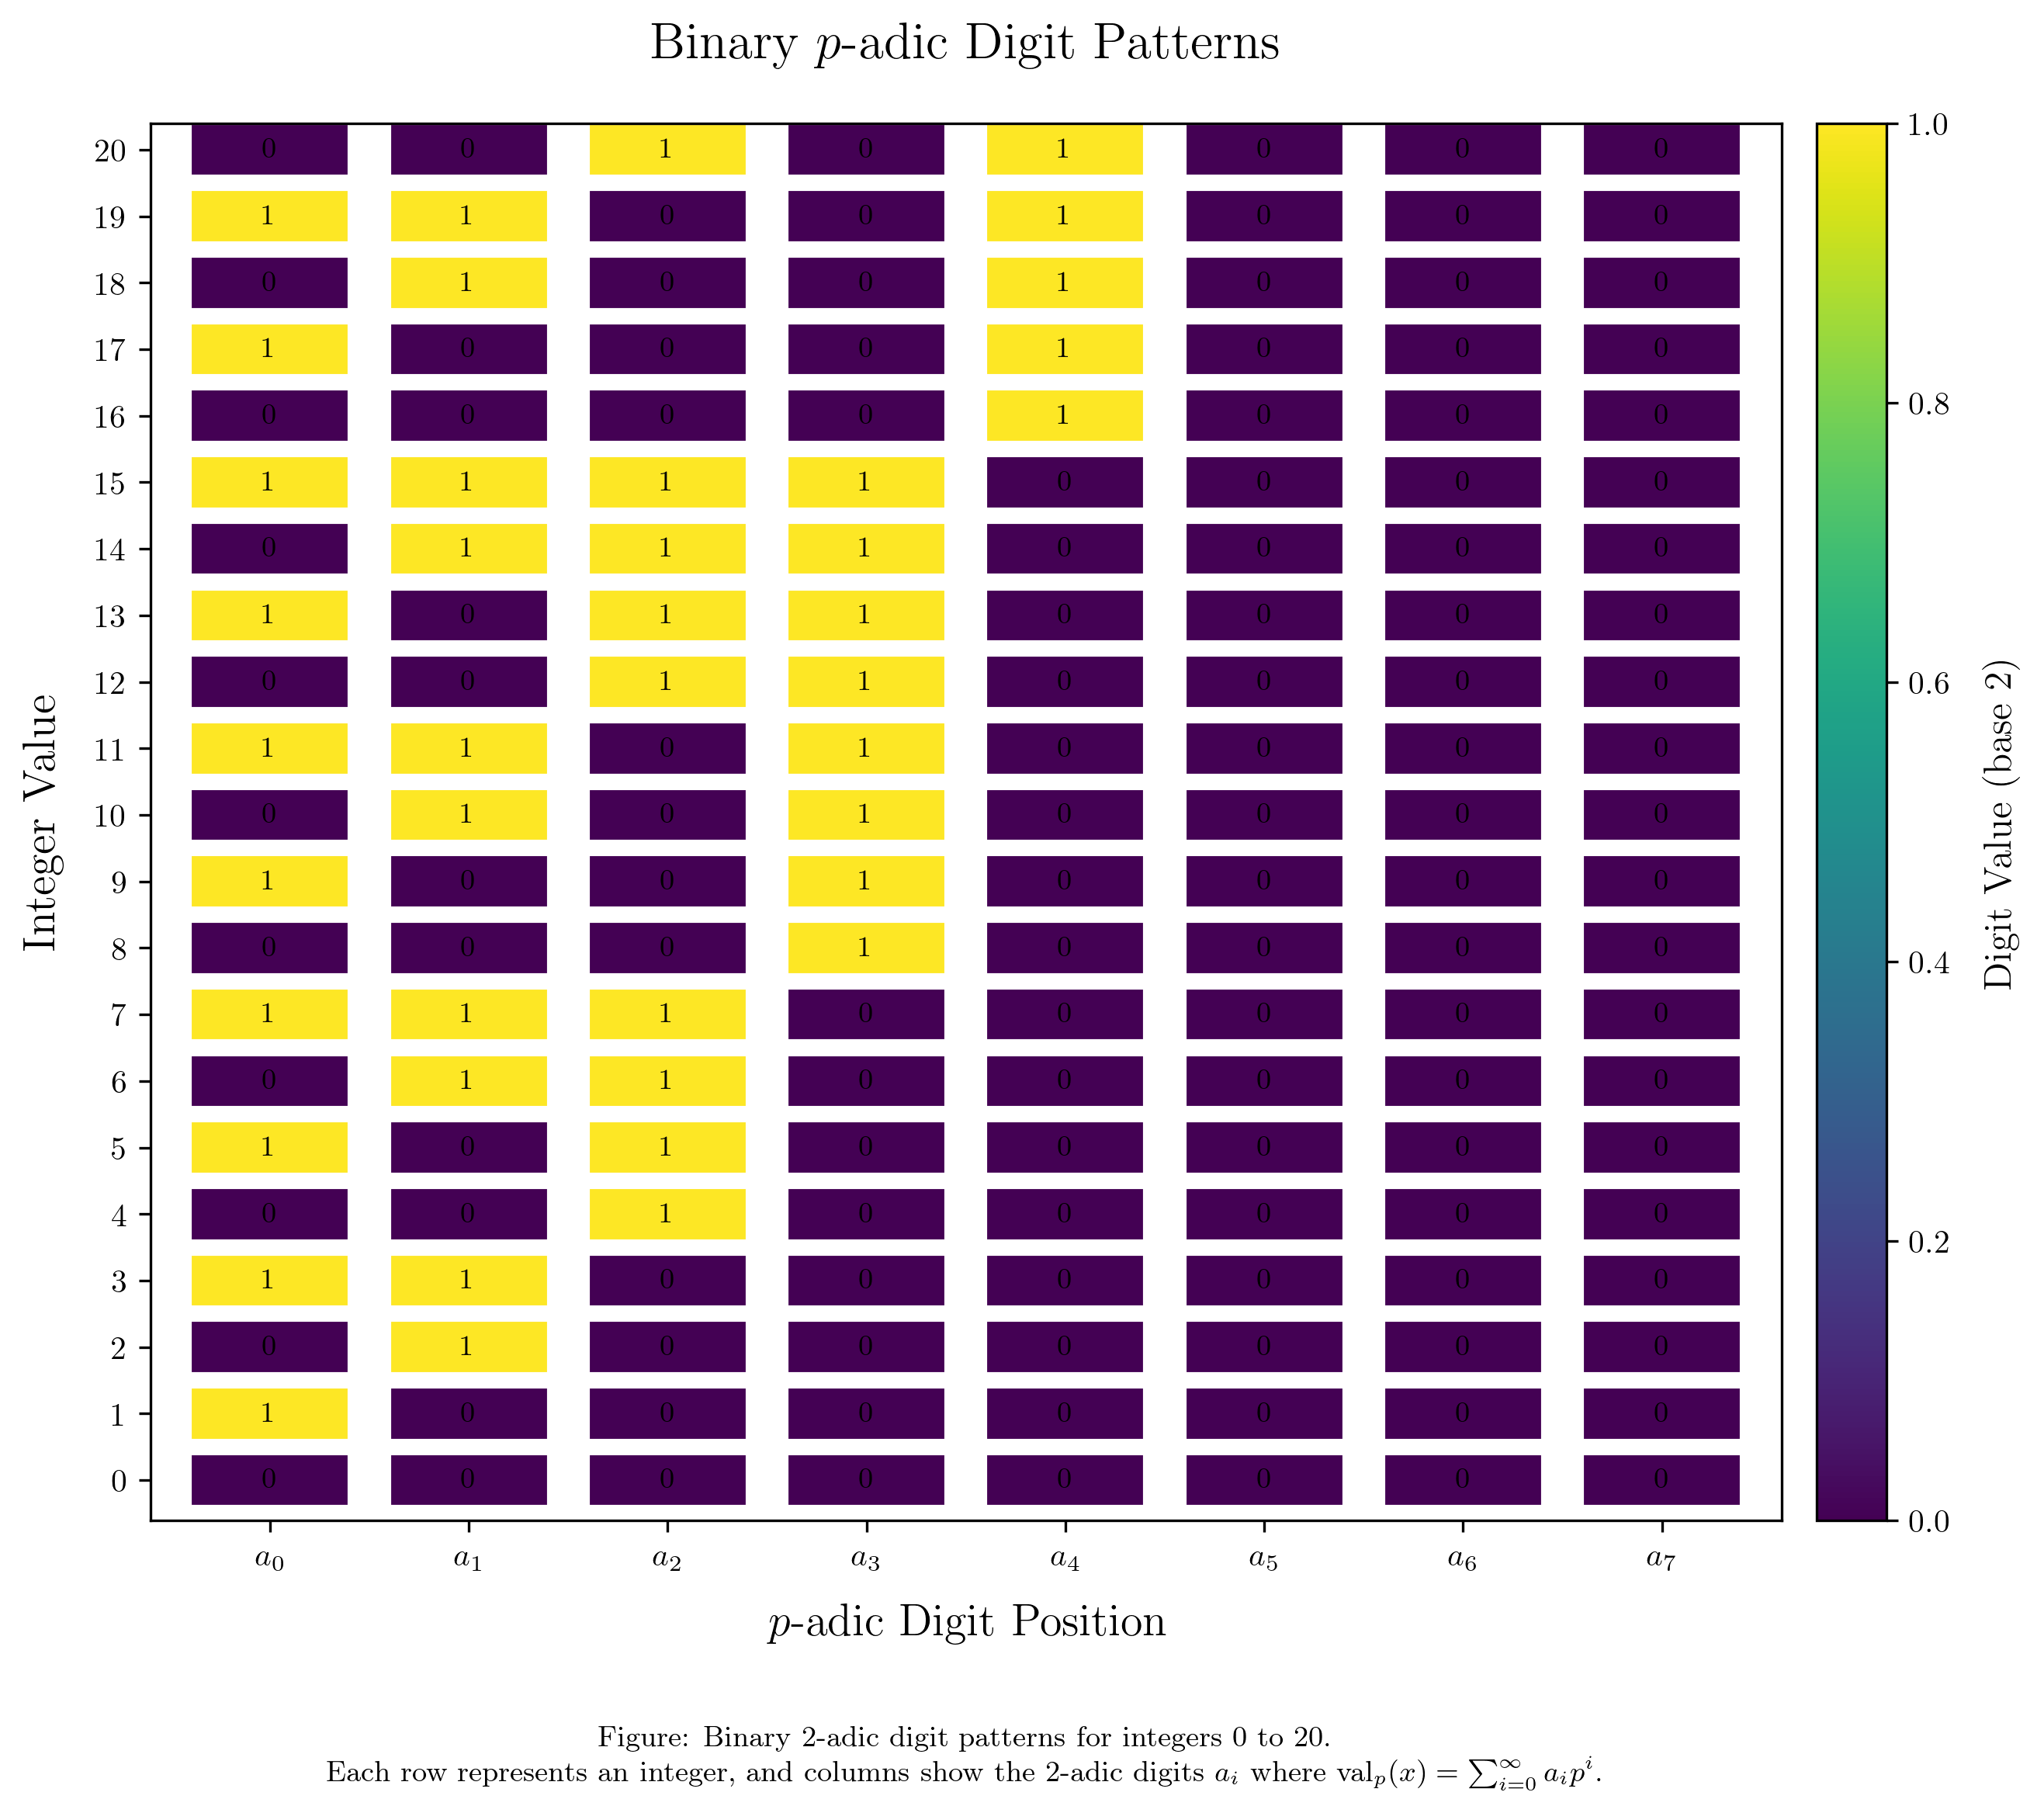 Binary p-adic Digit Patterns
20 0 0 1 0 1 0 0 0
19 1 1 0 0 1 0 0 0
18 0 1 0 0 1 0 0 0
17 1 0 0 0 1 0 0 0
16 0 0 0 0 1 0 0 0
15 1 1 1 1 0 0 0 0
14 0 1 1 1 0 0 0 0
13 1 0 1 1 0 0 0 0
12 0 0 1 1 0 0 0 0
11 1 1 0 1 0 0 0 0
10 0 1 0 1 0 0 0 0
9 1 0 0 1 0 0 0 0
8 0 0 0 1 0 0 0 0
7 1 1 1 0 0 0 0 0
6 0 1 1 0 0 0 0 0
5 1 0 1 0 0 0 0 0
4 0 0 1 0 0 0 0 0
3 1 1 0 0 0 0 0 0
2 0 1 0 0 0 0 0 0
1 1 0 0 0 0 0 0 0
0 0 0 0 0 0 0 0 0
Integer Value
a₀ a₁ a₂ a₃ a₄ a₅ a₆ a₇
p-adic Digit Position
1.0
0.8
0.6
0.4
0.2
0.0
Digit Value (base 2)
Figure: Binary 2-adic digit patterns for integers 0 to 20.
Each row represents an integer, and columns show the 2-adic digits aᵢ where valₚ(x) = ∑_{i=0}^{∞} aᵢpⁱ.